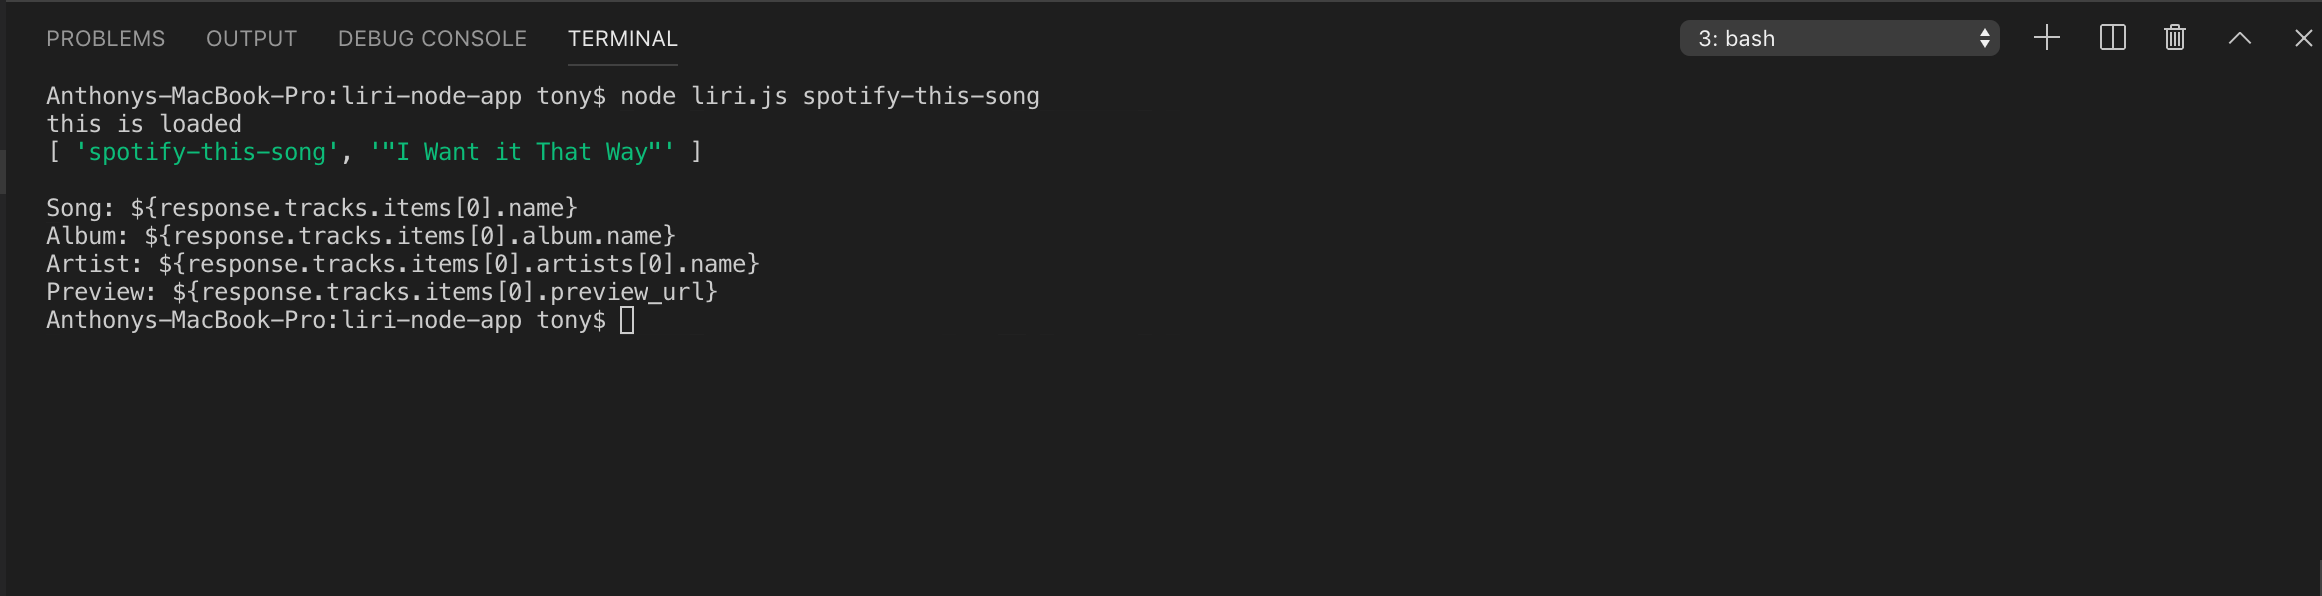 PROBLEMS OUTPUT DEBUG CONSOLE TERMINAL 3: bash
Anthonys-MacBook-Pro:liri-node-app tony$ node liri.js spotify-this-song
this is loaded
[ 'spotify-this-song', '"I Want it That Way"' ]
Song: ${response.tracks.items[0].name}
Album: ${response.tracks.items[0].album.name}
Artist: ${response.tracks.items[0].artists[0].name}
Preview: ${response.tracks.items[0].preview_url}
Anthonys-MacBook-Pro:liri-node-app tony$